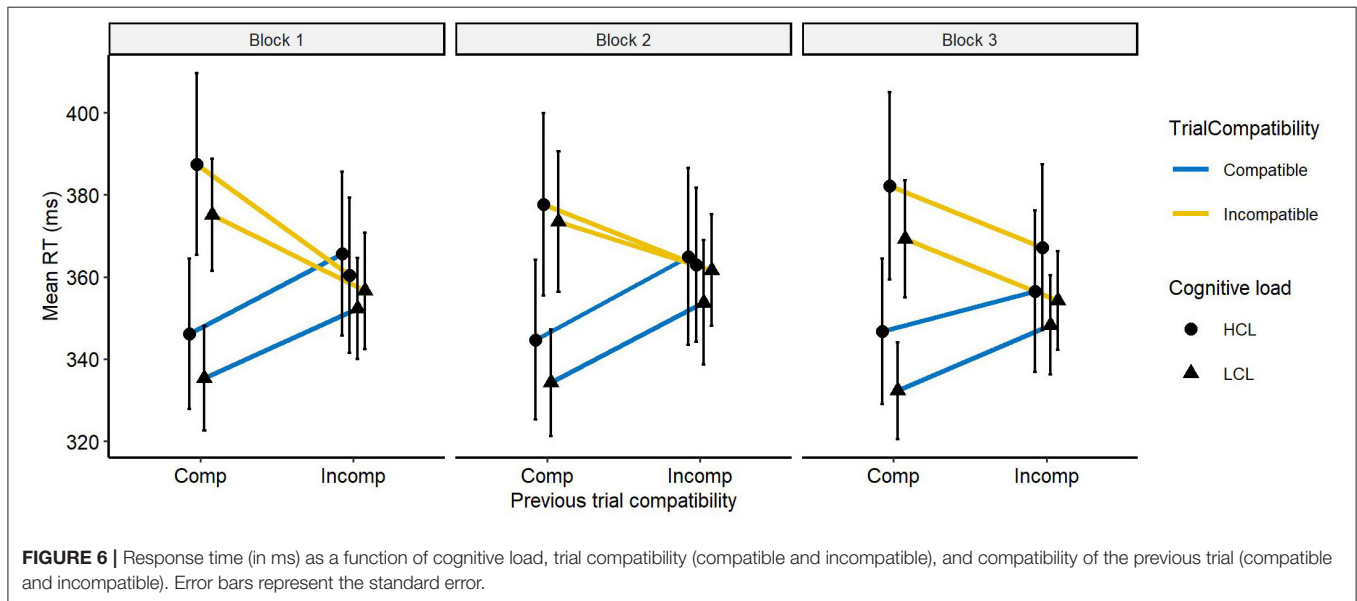 Block 1
Block 2
Block 3
Mean RT (ms)
400
380
360
340
320
Comp
Incomp
Comp
Incomp
Comp
Incomp
Previous trial compatibility
TrialCompatibility
Compatible
Incompatible
Cognitive load
HCL
LCL
FIGURE 6 | Response time (in ms) as a function of cognitive load, trial compatibility (compatible and incompatible), and compatibility of the previous trial (compatible
and incompatible). Error bars represent the standard error.